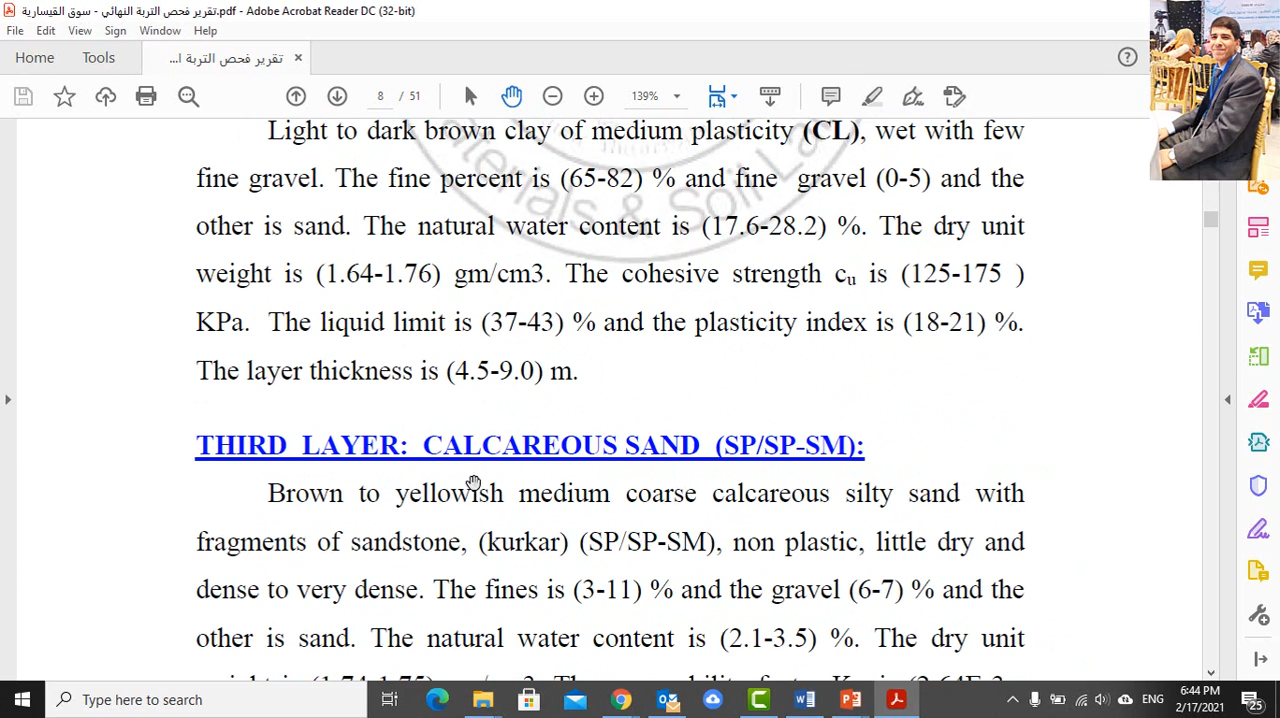 تقرير فحص التربة النهائي - سوق القيسارية.pdf - Adobe Acrobat Reader DC (32-bit)
File Edit View Sign Window Help
Home Tools تقرير فحص التربة ا... ×
8 / 51 139%
Light to dark brown clay of medium plasticity (CL), wet with few
fine gravel. The fine percent is (65-82) % and fine gravel (0-5) and the
other is sand. The natural water content is (17.6-28.2) %. The dry unit
weight is (1.64-1.76) gm/cm3. The cohesive strength cu is (125-175 )
KPa. The liquid limit is (37-43) % and the plasticity index is (18-21) %.
The layer thickness is (4.5-9.0) m.
THIRD LAYER: CALCAREOUS SAND (SP/SP-SM):
Brown to yellowish medium coarse calcareous silty sand with
fragments of sandstone, (kurkar) (SP/SP-SM), non plastic, little dry and
dense to very dense. The fines is (3-11) % and the gravel (6-7) % and the
other is sand. The natural water content is (2.1-3.5) %. The dry unit
Materials & Soil La
Type here to search
ENG
6:44 PM
2/17/2021
25